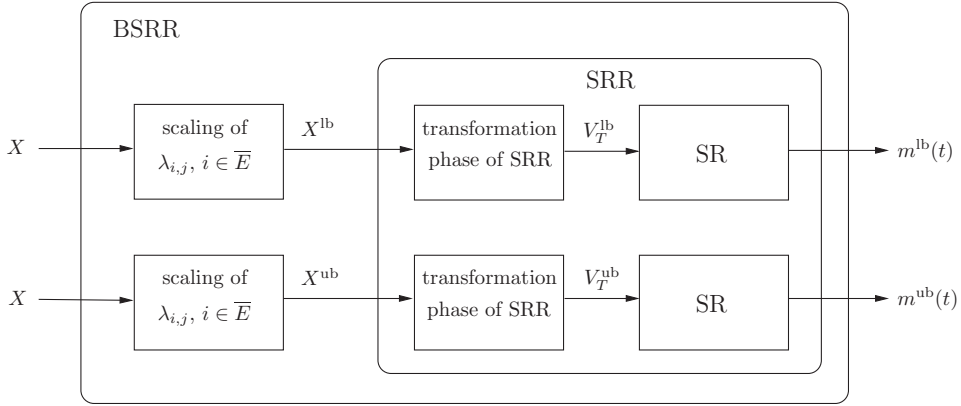 BSRR
SRR
X
scaling of
λ_{i,j}, i ∈ \overline{E}
X^{lb}
transformation
phase of SRR
V_T^{lb}
SR
m^{lb}(t)
X
scaling of
λ_{i,j}, i ∈ \overline{E}
X^{ub}
transformation
phase of SRR
V_T^{ub}
SR
m^{ub}(t)